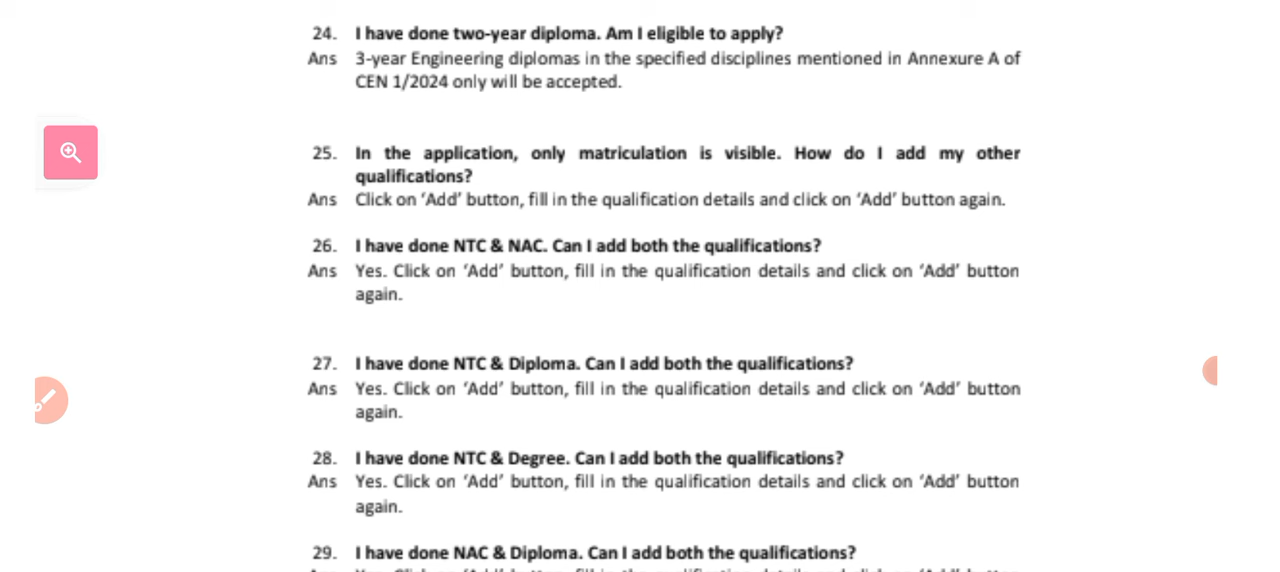 24. I have done two-year diploma. Am I eligible to apply?
Ans 3-year Engineering diplomas in the specified disciplines mentioned in Annexure A of
CEN 1/2024 only will be accepted.
25. In the application, only matriculation is visible. How do I add my other
qualifications?
Ans Click on ‘Add’ button, fill in the qualification details and click on ‘Add’ button again.
26. I have done NTC & NAC. Can I add both the qualifications?
Ans Yes. Click on ‘Add’ button, fill in the qualification details and click on ‘Add’ button
again.
27. I have done NTC & Diploma. Can I add both the qualifications?
Ans Yes. Click on ‘Add’ button, fill in the qualification details and click on ‘Add’ button
again.
28. I have done NTC & Degree. Can I add both the qualifications?
Ans Yes. Click on ‘Add’ button, fill in the qualification details and click on ‘Add’ button
again.
29. I have done NAC & Diploma. Can I add both the qualifications?